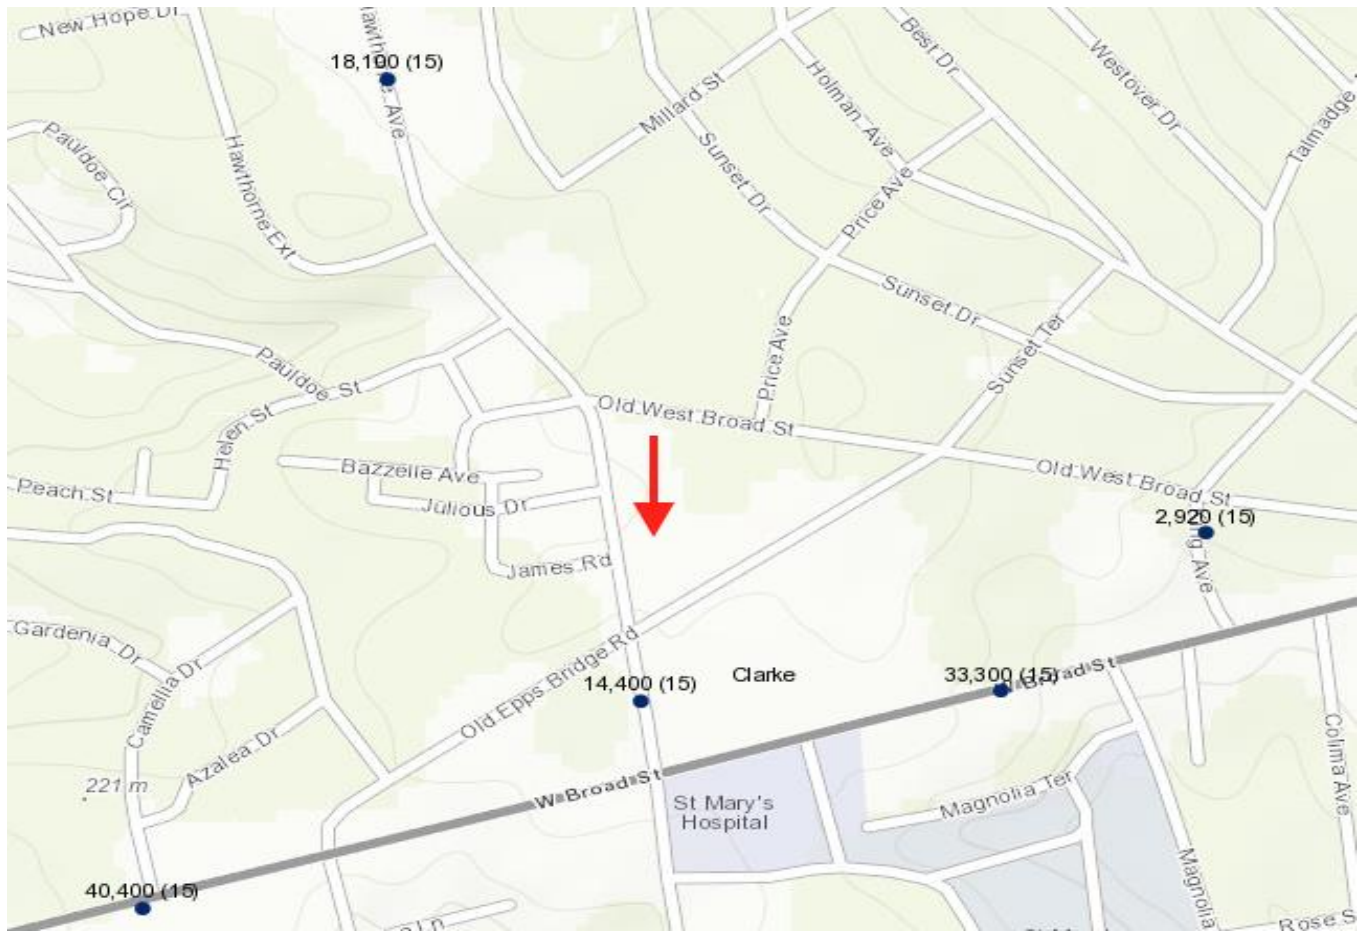 New Hope Dr
Hawthorne Ave
18,100 (15)
Best Dr
Westover Dr
Holman Ave
Millard St
Talmadge
Pauldoe Cir
Hawthorne Ext
Sunset Dr
Price Ave
Sunset Dr
Price Ave
Sunset Ter
Pauldoe St
Helen St
Old West Broad St
Bazzelle Ave
Old West Broad St
Peach St
Julious Dr
2,920 (15)
ng Ave
James Rd
Gardenia Dr
Camellia Dr
Old Epps Bridge Rd
14,400 (15)
Clarke
33,300 (15)
W Broad St
Azalea Dr
Colima Ave
221 m
W Broad St
St Mary's
Hospital
Magnolia Ter
Magnolia
40,400 (15)
Ln
Rose S